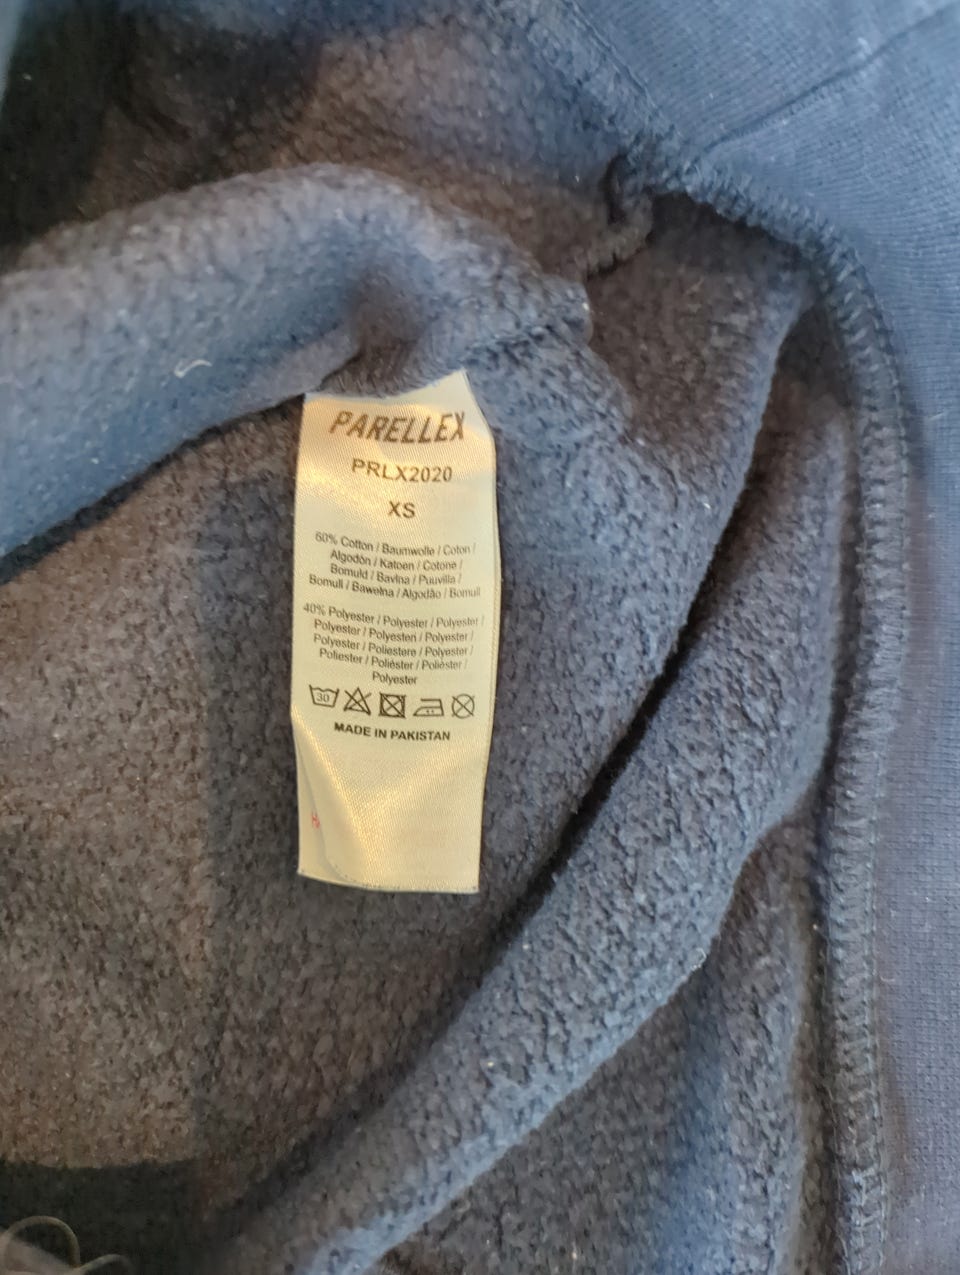 PARELLEX
PRLX2020
XS
60% Cotton / Baumwolle / Coton /
Algodón / Katoen / Cotone /
Bomuld / Bavlna / Puuvilla /
Bomull / Bawełna / Algodão / Bomull
40% Polyester / Polyester / Polyester /
Polyester / Polyesteri / Polyester /
Polyester / Poliestere / Polyester /
Poliester / Poliéster / Poliéster /
Polyester
30
MADE IN PAKISTAN